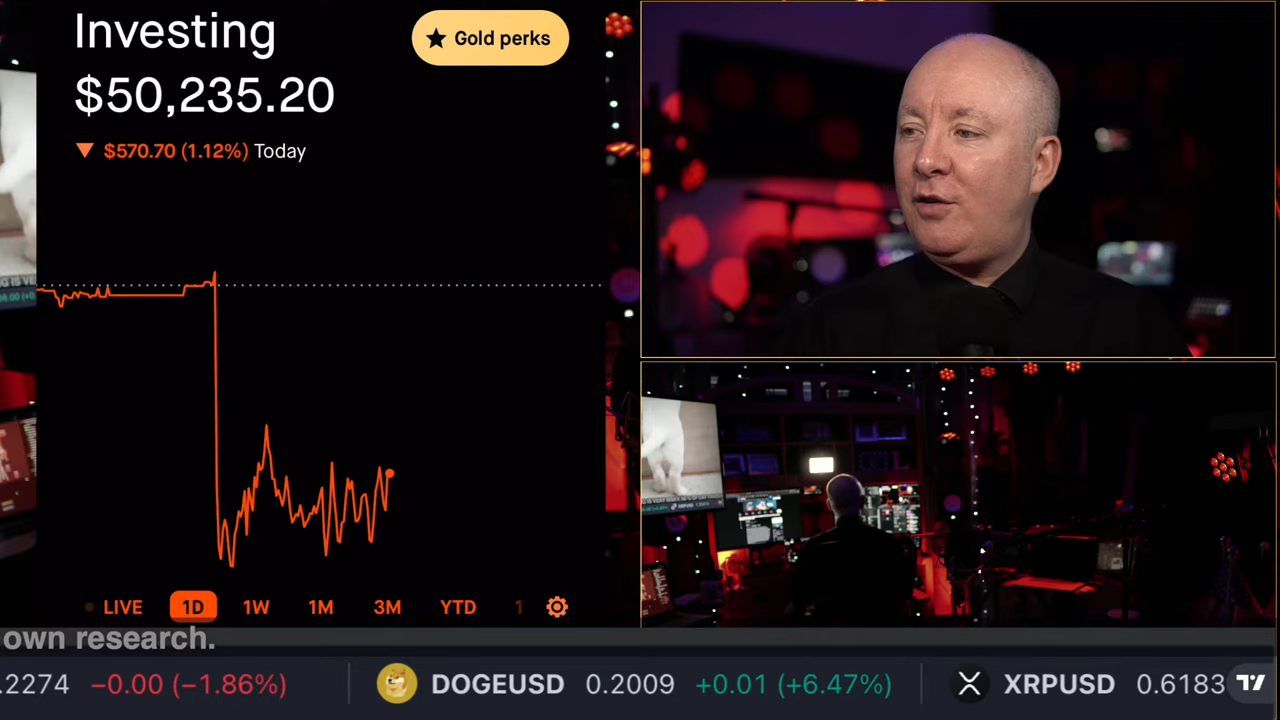 Investing
$50,235.20
★ Gold perks
▼ $570.70 (1.12%) Today
LIVE 1D 1W 1M 3M YTD 1
own research.
.2274 −0.00 (−1.86%) DOGEUSD 0.2009 +0.01 (+6.47%) XRPUSD 0.6183